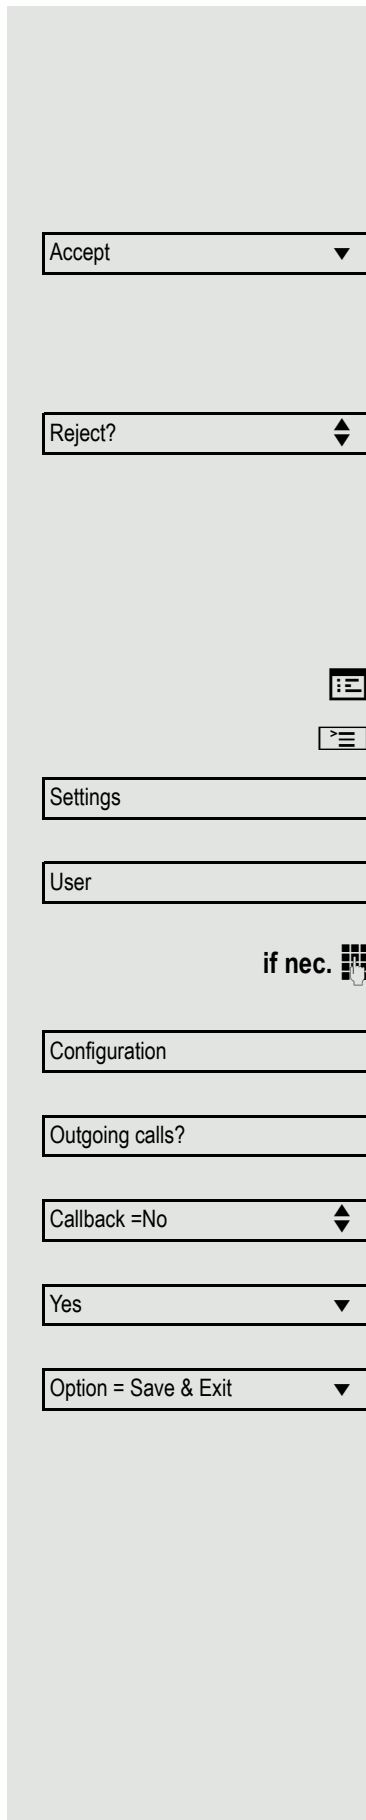 Accept
Reject?
Settings
User
if nec.
Configuration
Outgoing calls?
Callback =No
Yes
Option = Save & Exit